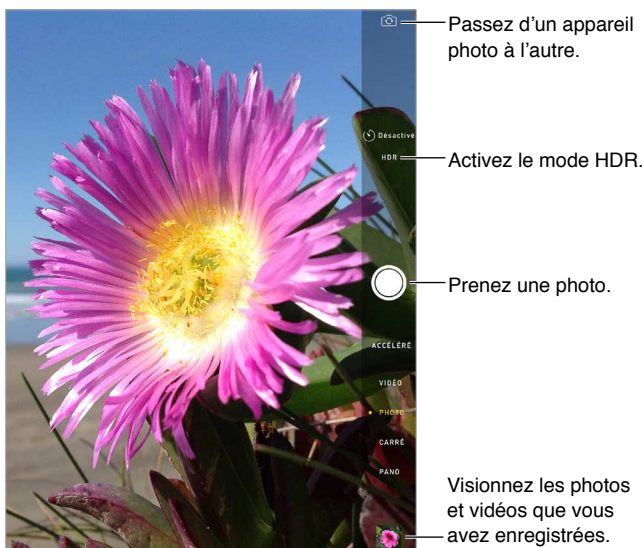 Passez d’un appareil
photo à l’autre.
Désactivé
HDR
Activez le mode HDR.
Prenez une photo.
ACCÉLÉRÉ
VIDÉO
PHOTO
CARRÉ
PANO
Visionnez les photos
et vidéos que vous
avez enregistrées.